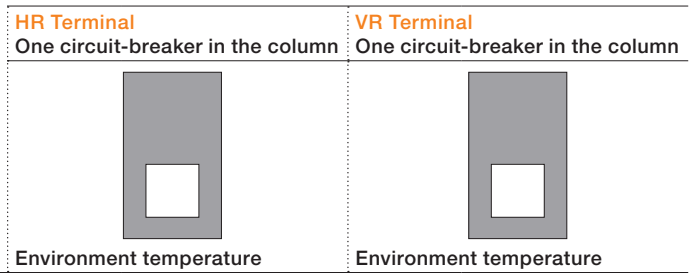 HR Terminal
One circuit-breaker in the column
Environment temperature
VR Terminal
One circuit-breaker in the column
Environment temperature